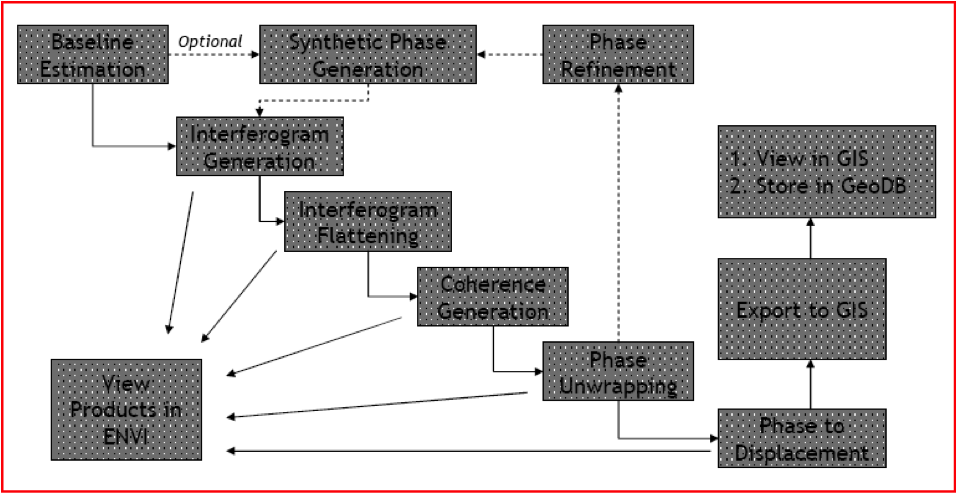 Baseline
Estimation
Optional
Synthetic Phase
Generation
Phase
Refinement
Interferogram
Generation
1. View in GIS
2. Store in GeoDB
Interferogram
Flattening
Coherence
Generation
Export to GIS
Phase
Unwrapping
View
Products in
ENVI
Phase to
Displacement